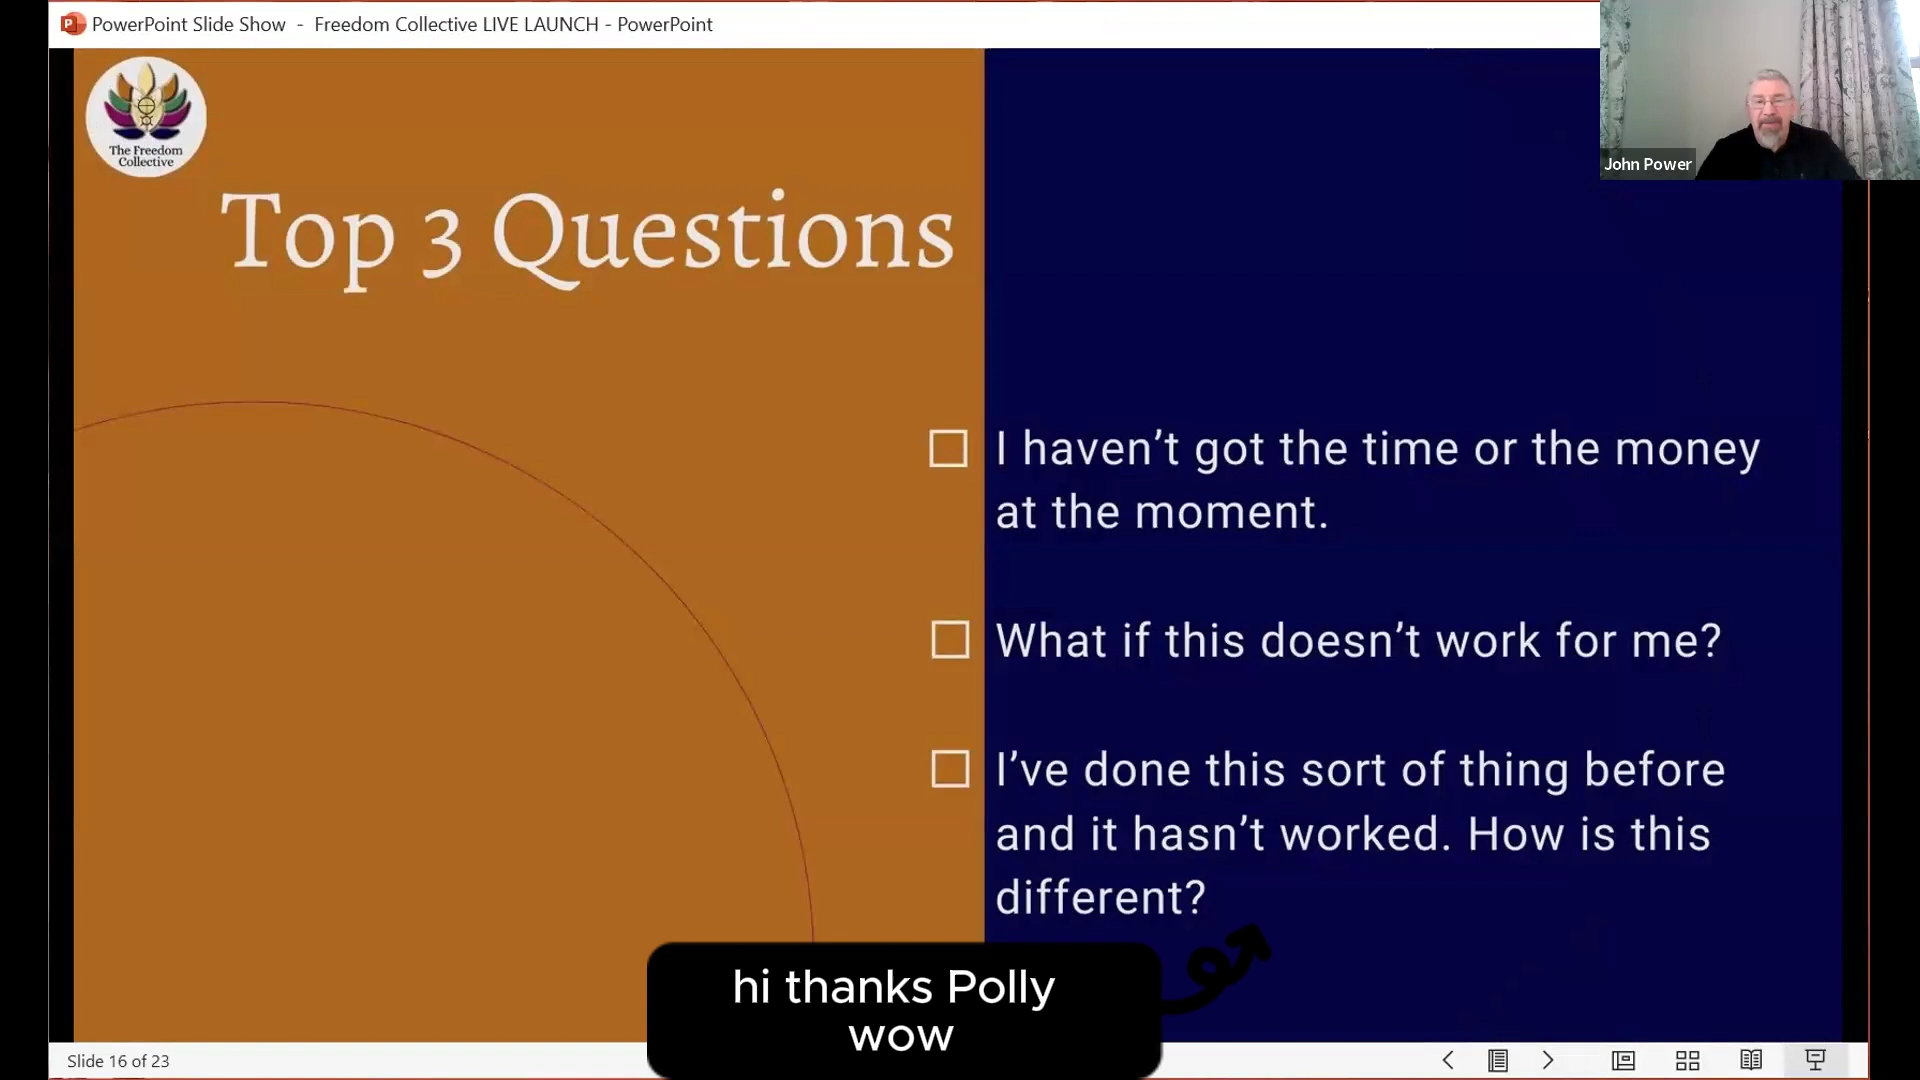 PowerPoint Slide Show - Freedom Collective LIVE LAUNCH - PowerPoint
John Power
The Freedom
Collective
Top 3 Questions
I haven’t got the time or the money
at the moment.
What if this doesn’t work for me?
I’ve done this sort of thing before
and it hasn’t worked. How is this
different?
hi thanks Polly
wow
Slide 16 of 23